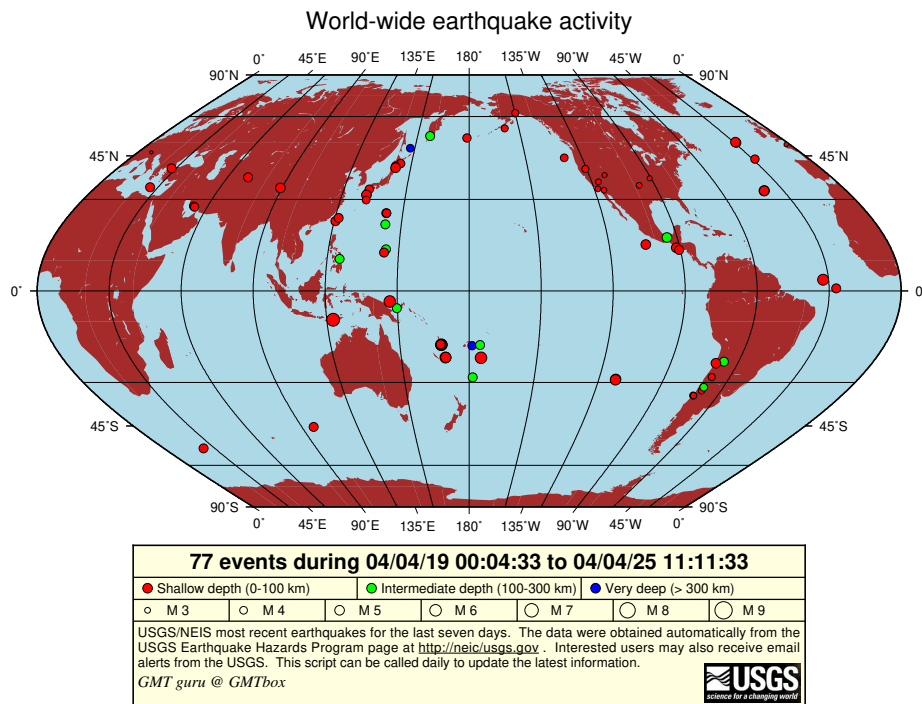 World-wide earthquake activity
0˚ 45˚E 90˚E 135˚E 180˚ 135˚W 90˚W 45˚W 0˚
90˚N 90˚N
45˚N 45˚N
0˚ 0˚
45˚S 45˚S
90˚S 90˚S
0˚ 45˚E 90˚E 135˚E 180˚ 135˚W 90˚W 45˚W 0˚
77 events during 04/04/19 00:04:33 to 04/04/25 11:11:33
Shallow depth (0-100 km) Intermediate depth (100-300 km) Very deep (> 300 km)
M 3 M 4 M 5 M 6 M 7 M 8 M 9
USGS/NEIS most recent earthquakes for the last seven days. The data were obtained automatically from the
USGS Earthquake Hazards Program page at http://neic/usgs.gov . Interested users may also receive email
alerts from the USGS. This script can be called daily to update the latest information.
GMT guru @ GMTbox
USGS
science for a changing world